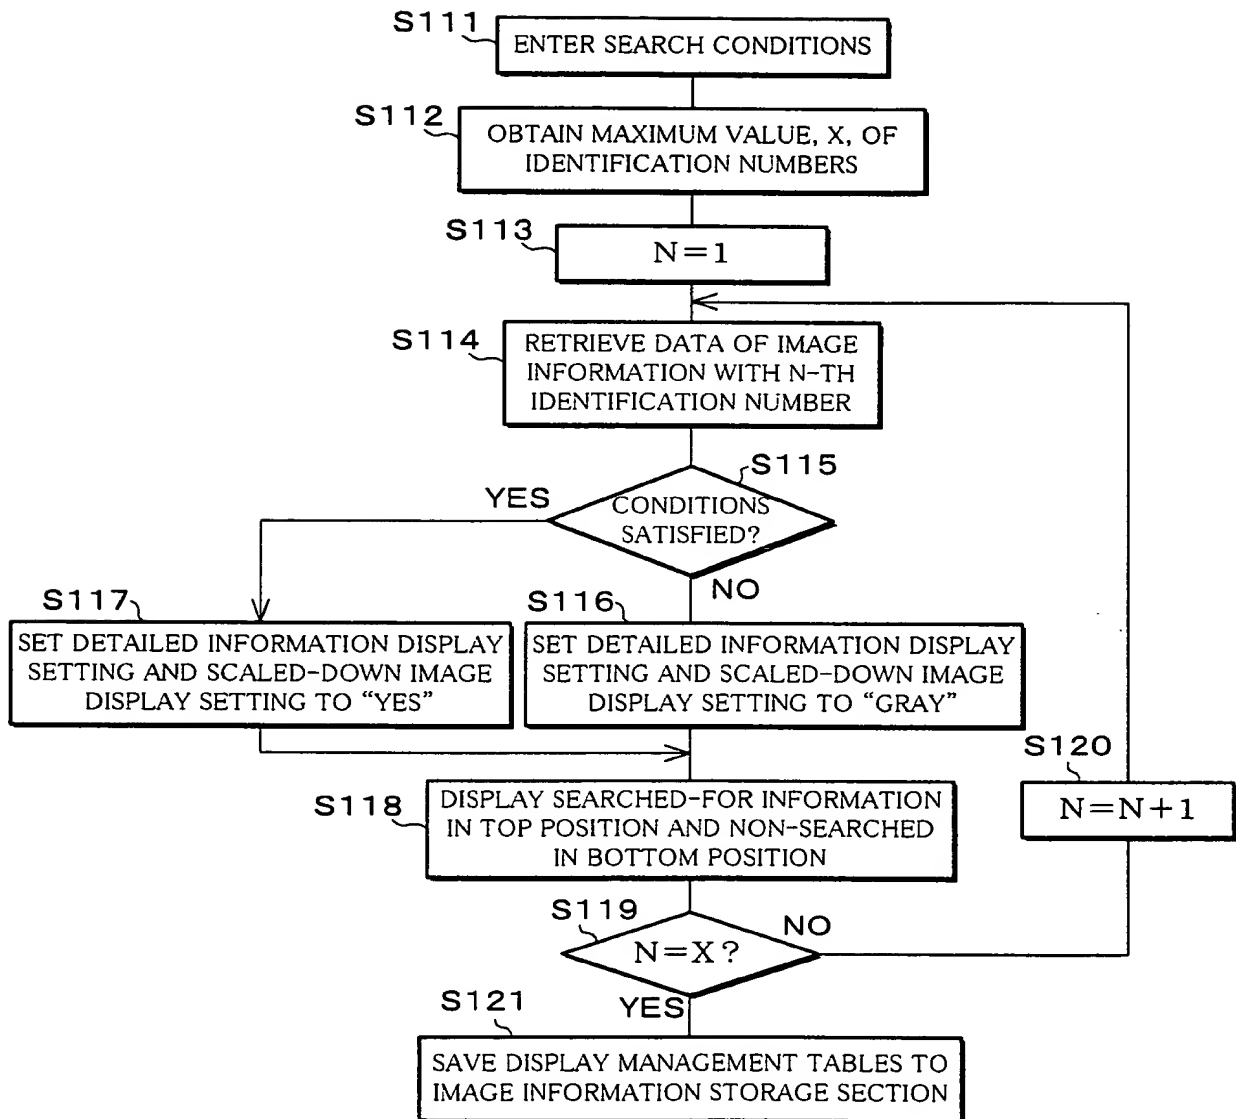 S111
ENTER SEARCH CONDITIONS
S112
OBTAIN MAXIMUM VALUE, X, OF
IDENTIFICATION NUMBERS
S113
N=1
S114
RETRIEVE DATA OF IMAGE
INFORMATION WITH N-TH
IDENTIFICATION NUMBER
S115
YES
CONDITIONS
SATISFIED?
NO
S117
SET DETAILED INFORMATION DISPLAY
SETTING AND SCALED-DOWN IMAGE
DISPLAY SETTING TO "YES"
S116
SET DETAILED INFORMATION DISPLAY
SETTING AND SCALED-DOWN IMAGE
DISPLAY SETTING TO "GRAY"
S120
N=N+1
S118
DISPLAY SEARCHED-FOR INFORMATION
IN TOP POSITION AND NON-SEARCHED
IN BOTTOM POSITION
S119
N=X?
NO
YES
S121
SAVE DISPLAY MANAGEMENT TABLES TO
IMAGE INFORMATION STORAGE SECTION